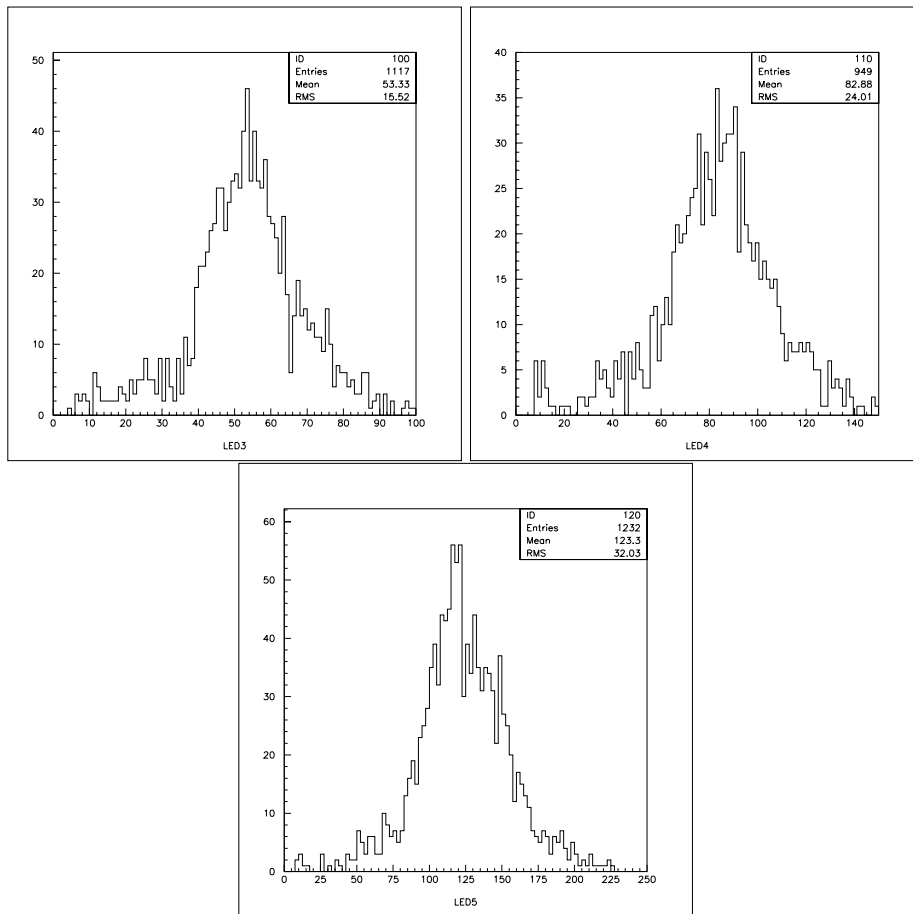 ID 100
Entries 1117
Mean 53.33
RMS 15.52
50
40
30
20
10
0
0 10 20 30 40 50 60 70 80 90 100
LED3
ID 110
Entries 949
Mean 82.88
RMS 24.01
40
35
30
25
20
15
10
5
0
0 20 40 60 80 100 120 140
LED4
ID 120
Entries 1232
Mean 123.3
RMS 32.03
60
50
40
30
20
10
0
0 25 50 75 100 125 150 175 200 225 250
LED5